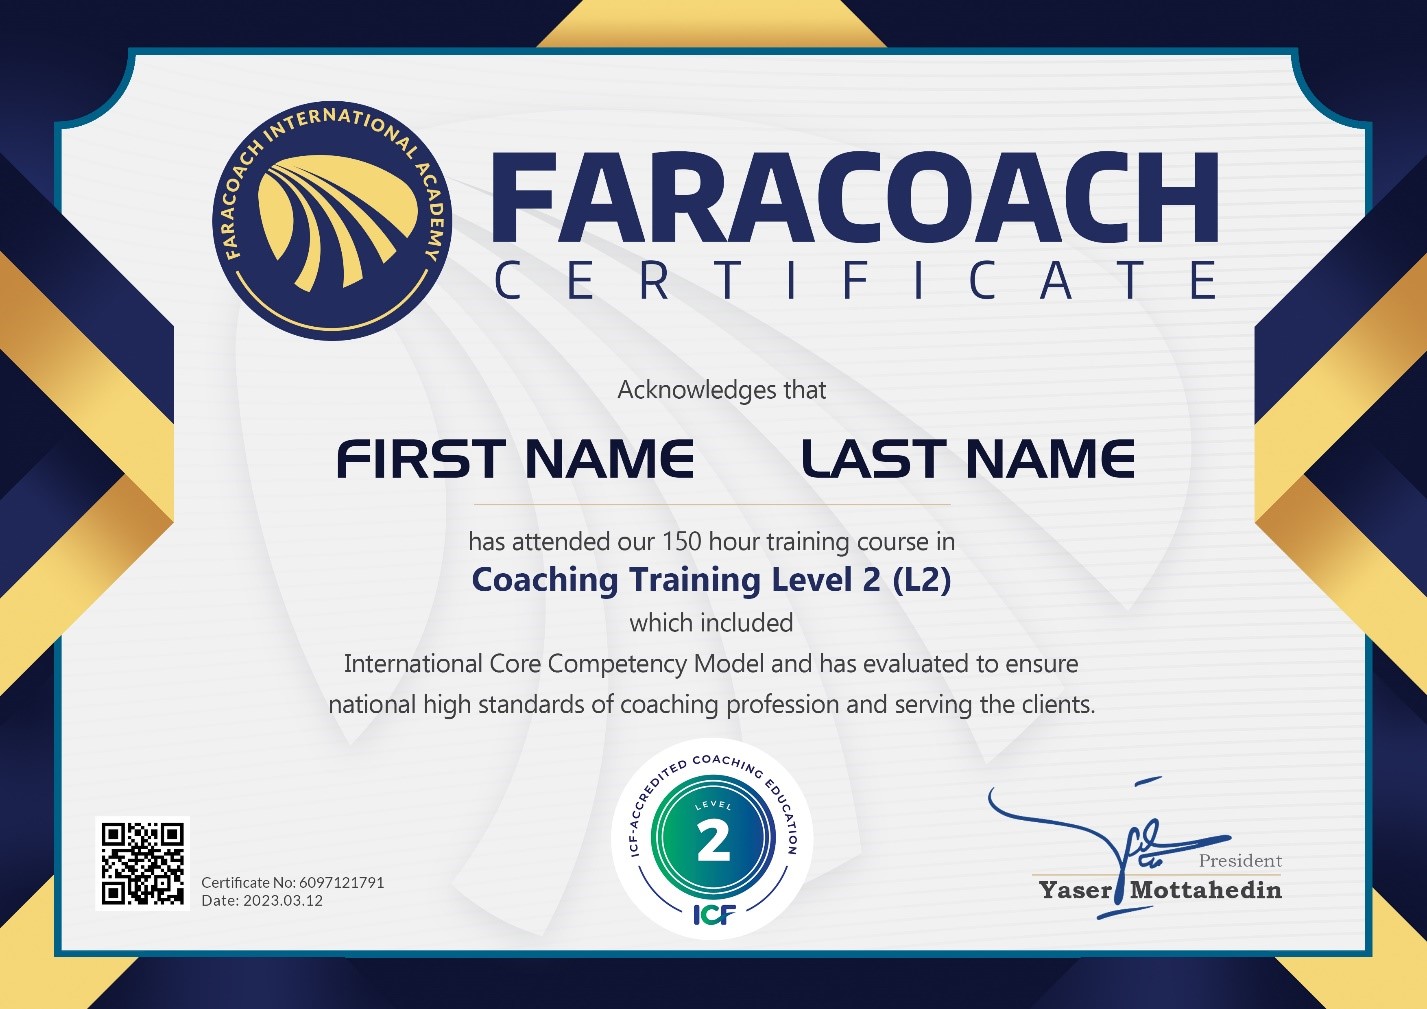 FARACOACH INTERNATIONAL ACADEMY
FARACOACH
CERTIFICATE
Acknowledges that
FIRST NAME LAST NAME
has attended our 150 hour training course in
Coaching Training Level 2 (L2)
which included
International Core Competency Model and has evaluated to ensure
national high standards of coaching profession and serving the clients.
ICF-ACCREDITED COACHING EDUCATION
LEVEL
2
ICF
Certificate No: 6097121791
Date: 2023.03.12
President
Yaser Mottahedin